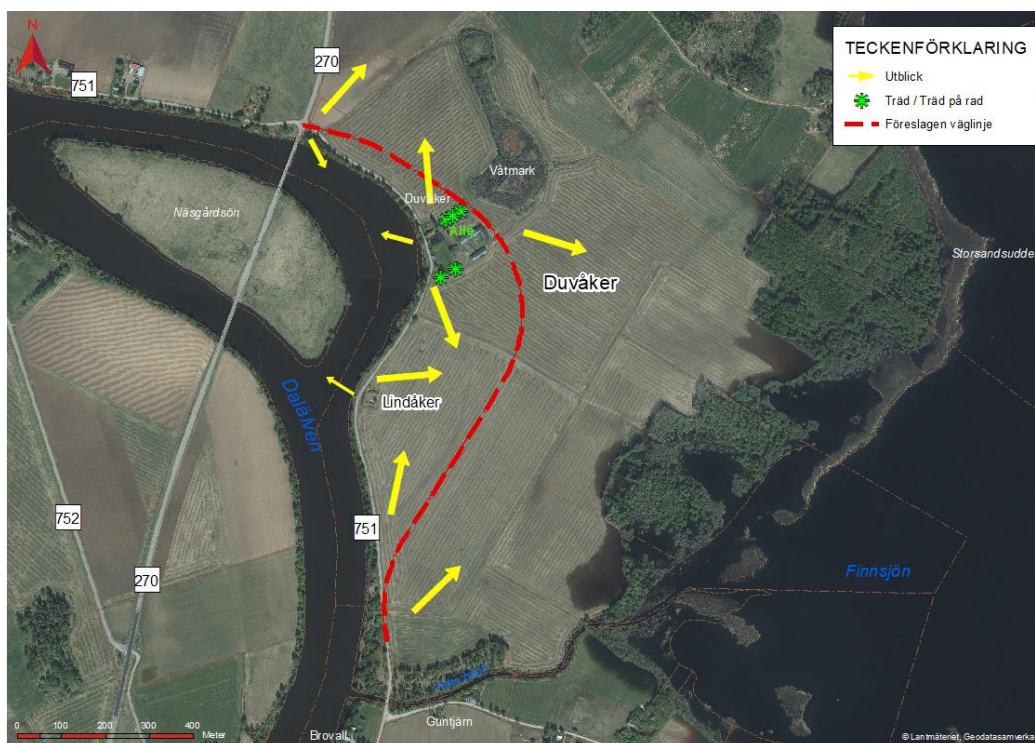 N
751
270
TECKENFÖRKLARING
Utblick
Träd / Träd på rad
Föreslagen väglinje
Våtmark
Duvåker
Näsgårdsön
Allé
Storsandsudden
Duvåker
Lindåker
Dalälven
752
751
270
Finnsjön
Guntjärn
0 100 200 300 400
Meter
Brovall
© Lantmäteriet, Geodatasamverkan